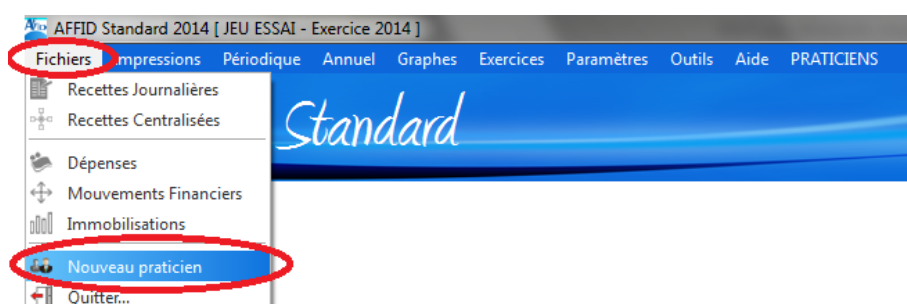 AFFID Standard 2014 [ JEU ESSAI - Exercice 2014 ]
Fichiers Impressions Périodique Annuel Graphes Exercices Paramètres Outils Aide PRATICIENS
Recettes Journalières
Recettes Centralisées
Standard
Dépenses
Mouvements Financiers
Immobilisations
Nouveau praticien
Quitter...